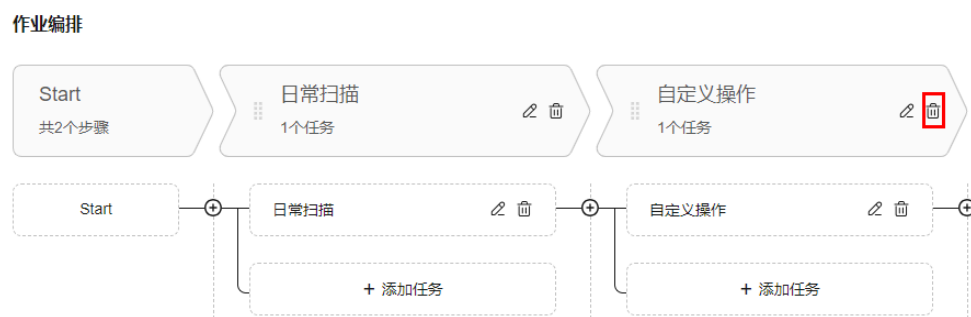 作业编排
Start
共2个步骤
日常扫描
1个任务
自定义操作
1个任务
Start
日常扫描
自定义操作
+ 添加任务
+ 添加任务